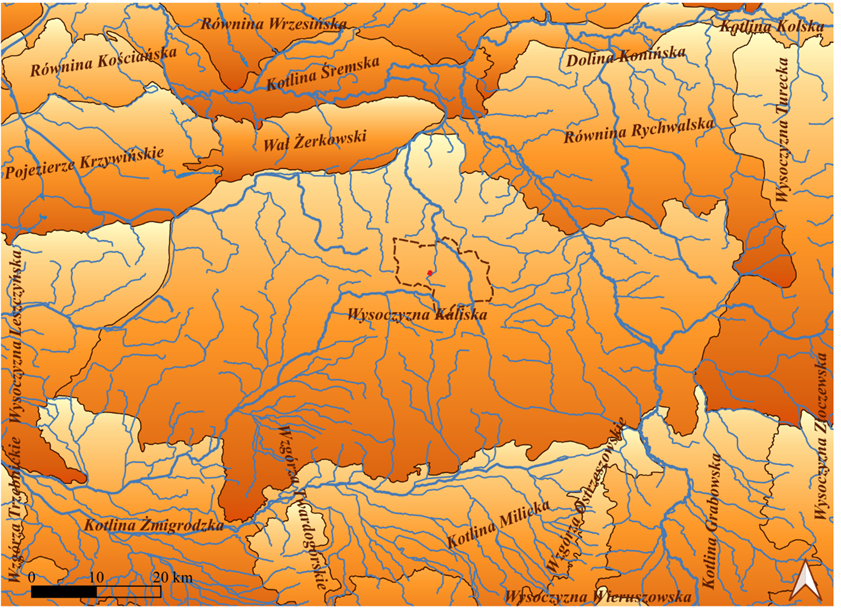 Równina Wrzesińska
Kotlina Kolska
Równina Kościańska
Dolina Konińska
Kotlina Śremska
Wysoczyzna Turecka
Wał Żerkowski
Równina Rychwalska
Pojezierze Krzywińskie
Wysoczyzna Leszczyńska
Wysoczyzna Kaliska
Wysoczyzna Złoczewska
Wzgórza Trzebnickie
Wzgórza Twardogórskie
Wzgórza Ostrzeszowskie
Kotlina Grabowska
Kotlina Żmigrodzka
Kotlina Milicka
Wysoczyzna Wieruszowska
0 10 20 km